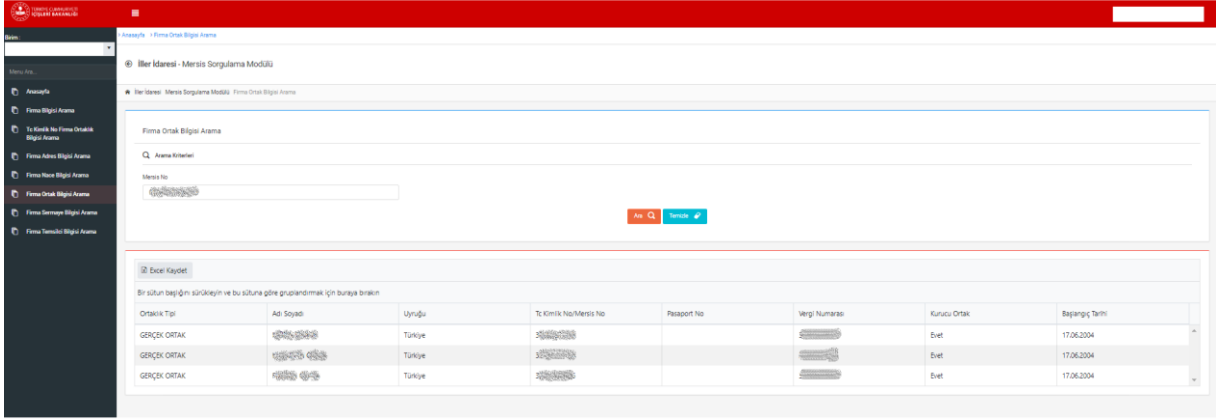 TÜRKİYE CUMHURİYETİ
İÇİŞLERİ BAKANLIĞI
Birim :
Menu Ara...
Anasayfa
Firma Bilgisi Arama
Tc Kimlik No Firma Ortaklık
Bilgisi Arama
Firma Adres Bilgisi Arama
Firma Nace Bilgisi Arama
Firma Ortak Bilgisi Arama
Firma Sermaye Bilgisi Arama
Firma Temsilci Bilgisi Arama
› Anasayfa › Firma Ortak Bilgisi Arama
İller İdaresi - Mersis Sorgulama Modülü
İller İdaresi Mersis Sorgulama Modülü Firma Ortak Bilgisi Arama
Firma Ortak Bilgisi Arama
Arama Kriterleri
Mersis No
Ara Temizle
Excel Kaydet
Bir sütun başlığını sürükleyin ve bu sütuna göre gruplandırmak için buraya bırakın
Ortaklık Tipi Adı Soyadı Uyruğu Tc Kimlik No/Mersis No Pasaport No Vergi Numarası Kurucu Ortak Başlangıç Tarihi
GERÇEK ORTAK Türkiye Evet 17.06.2004
GERÇEK ORTAK Türkiye Evet 17.06.2004
GERÇEK ORTAK Türkiye Evet 17.06.2004